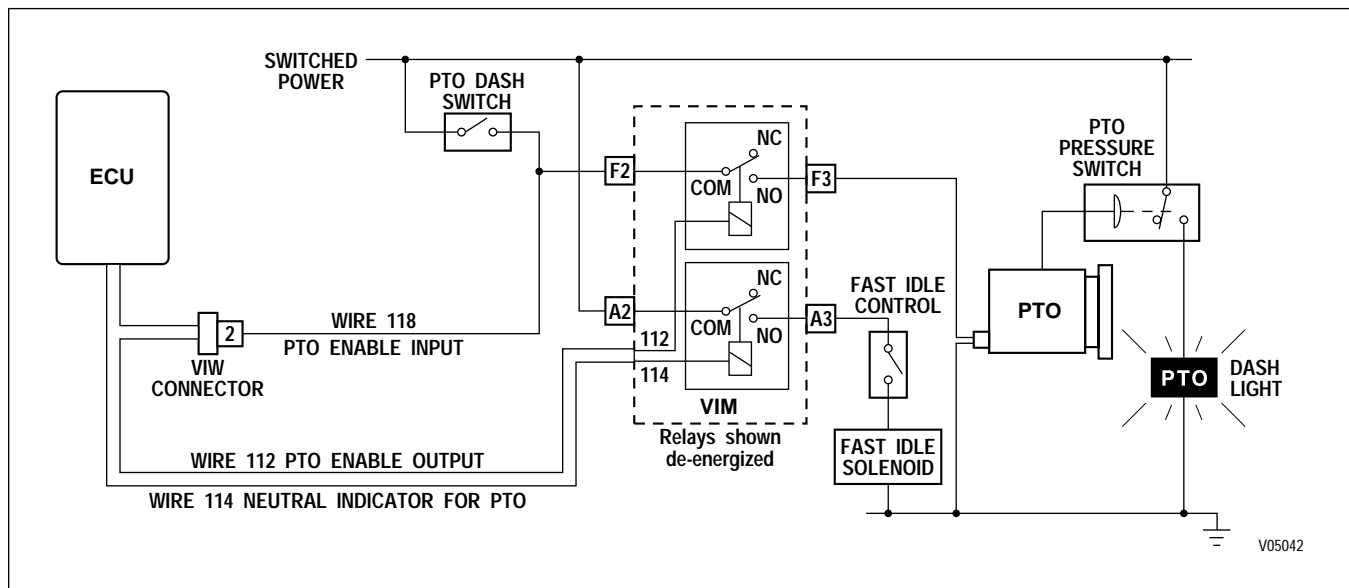 SWITCHED
POWER
PTO DASH
SWITCH
ECU
F2
NC
COM
NO
F3
PTO
PRESSURE
SWITCH
A2
NC
COM
NO
A3
FAST IDLE
CONTROL
PTO
2
WIRE 118
PTO ENABLE INPUT
VIW
CONNECTOR
112
114
VIM
Relays shown
de-energized
PTO
DASH
LIGHT
FAST IDLE
SOLENOID
WIRE 112 PTO ENABLE OUTPUT
WIRE 114 NEUTRAL INDICATOR FOR PTO
V05042